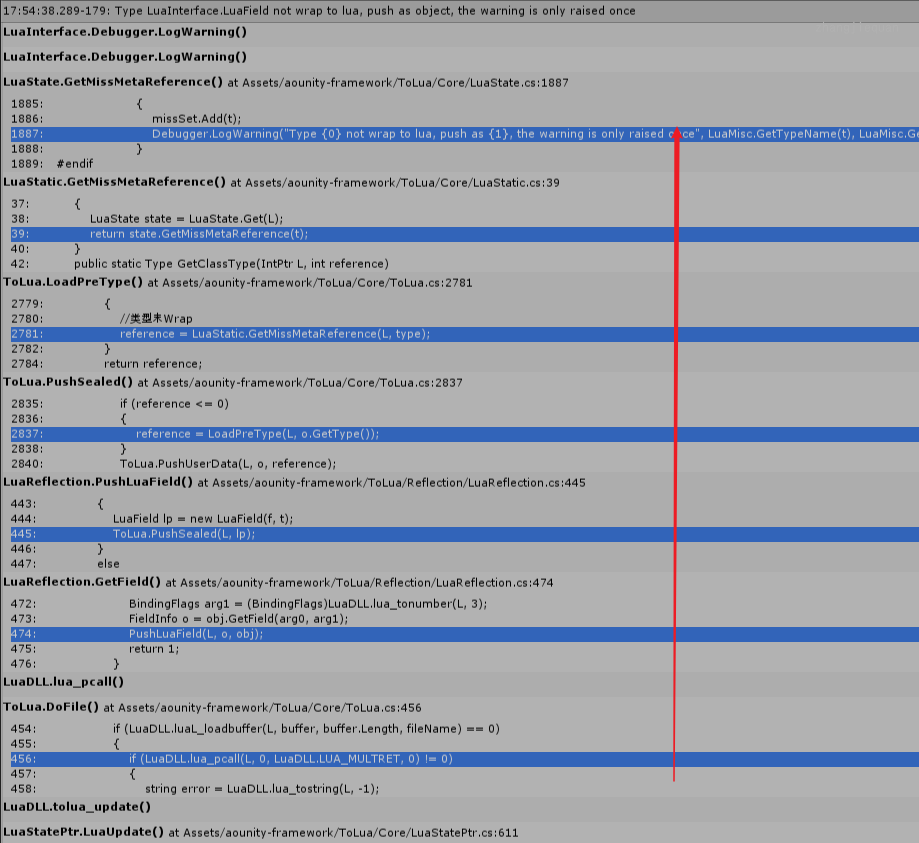 17:54:38.289-179: Type LuaInterface.LuaField not wrap to lua, push as object, the warning is only raised once
LuaInterface.Debugger.LogWarning()
LuaInterface.Debugger.LogWarning()
LuaState.GetMissMetaReference() at Assets/aounity-framework/ToLua/Core/LuaState.cs:1887
1885: {
1886: missSet.Add(t);
1887: Debugger.LogWarning("Type {0} not wrap to lua, push as {1}, the warning is only raised once", LuaMisc.GetTypeName(t), LuaMisc.Ge
1888: }
1889: #endif
LuaStatic.GetMissMetaReference() at Assets/aounity-framework/ToLua/Core/LuaStatic.cs:39
37: {
38: LuaState state = LuaState.Get(L);
39: return state.GetMissMetaReference(t);
40: }
42: public static Type GetClassType(IntPtr L, int reference)
ToLua.LoadPreType() at Assets/aounity-framework/ToLua/Core/ToLua.cs:2781
2779: {
2780: //类型未Wrap
2781: reference = LuaStatic.GetMissMetaReference(L, type);
2782: }
2784: return reference;
ToLua.PushSealed() at Assets/aounity-framework/ToLua/Core/ToLua.cs:2837
2835: if (reference <= 0)
2836: {
2837: reference = LoadPreType(L, o.GetType());
2838: }
2840: ToLua.PushUserData(L, o, reference);
LuaReflection.PushLuaField() at Assets/aounity-framework/ToLua/Reflection/LuaReflection.cs:445
443: {
444: LuaField lp = new LuaField(f, t);
445: ToLua.PushSealed(L, lp);
446: }
447: else
LuaReflection.GetField() at Assets/aounity-framework/ToLua/Reflection/LuaReflection.cs:474
472: BindingFlags arg1 = (BindingFlags)LuaDLL.lua_tonumber(L, 3);
473: FieldInfo o = obj.GetField(arg0, arg1);
474: PushLuaField(L, o, obj);
475: return 1;
476: }
LuaDLL.lua_pcall()
ToLua.DoFile() at Assets/aounity-framework/ToLua/Core/ToLua.cs:456
454: if (LuaDLL.luaL_loadbuffer(L, buffer, buffer.Length, fileName) == 0)
455: {
456: if (LuaDLL.lua_pcall(L, 0, LuaDLL.LUA_MULTRET, 0) != 0)
457: {
458: string error = LuaDLL.lua_tostring(L, -1);
LuaDLL.tolua_update()
LuaStatePtr.LuaUpdate() at Assets/aounity-framework/ToLua/Core/LuaStatePtr.cs:611